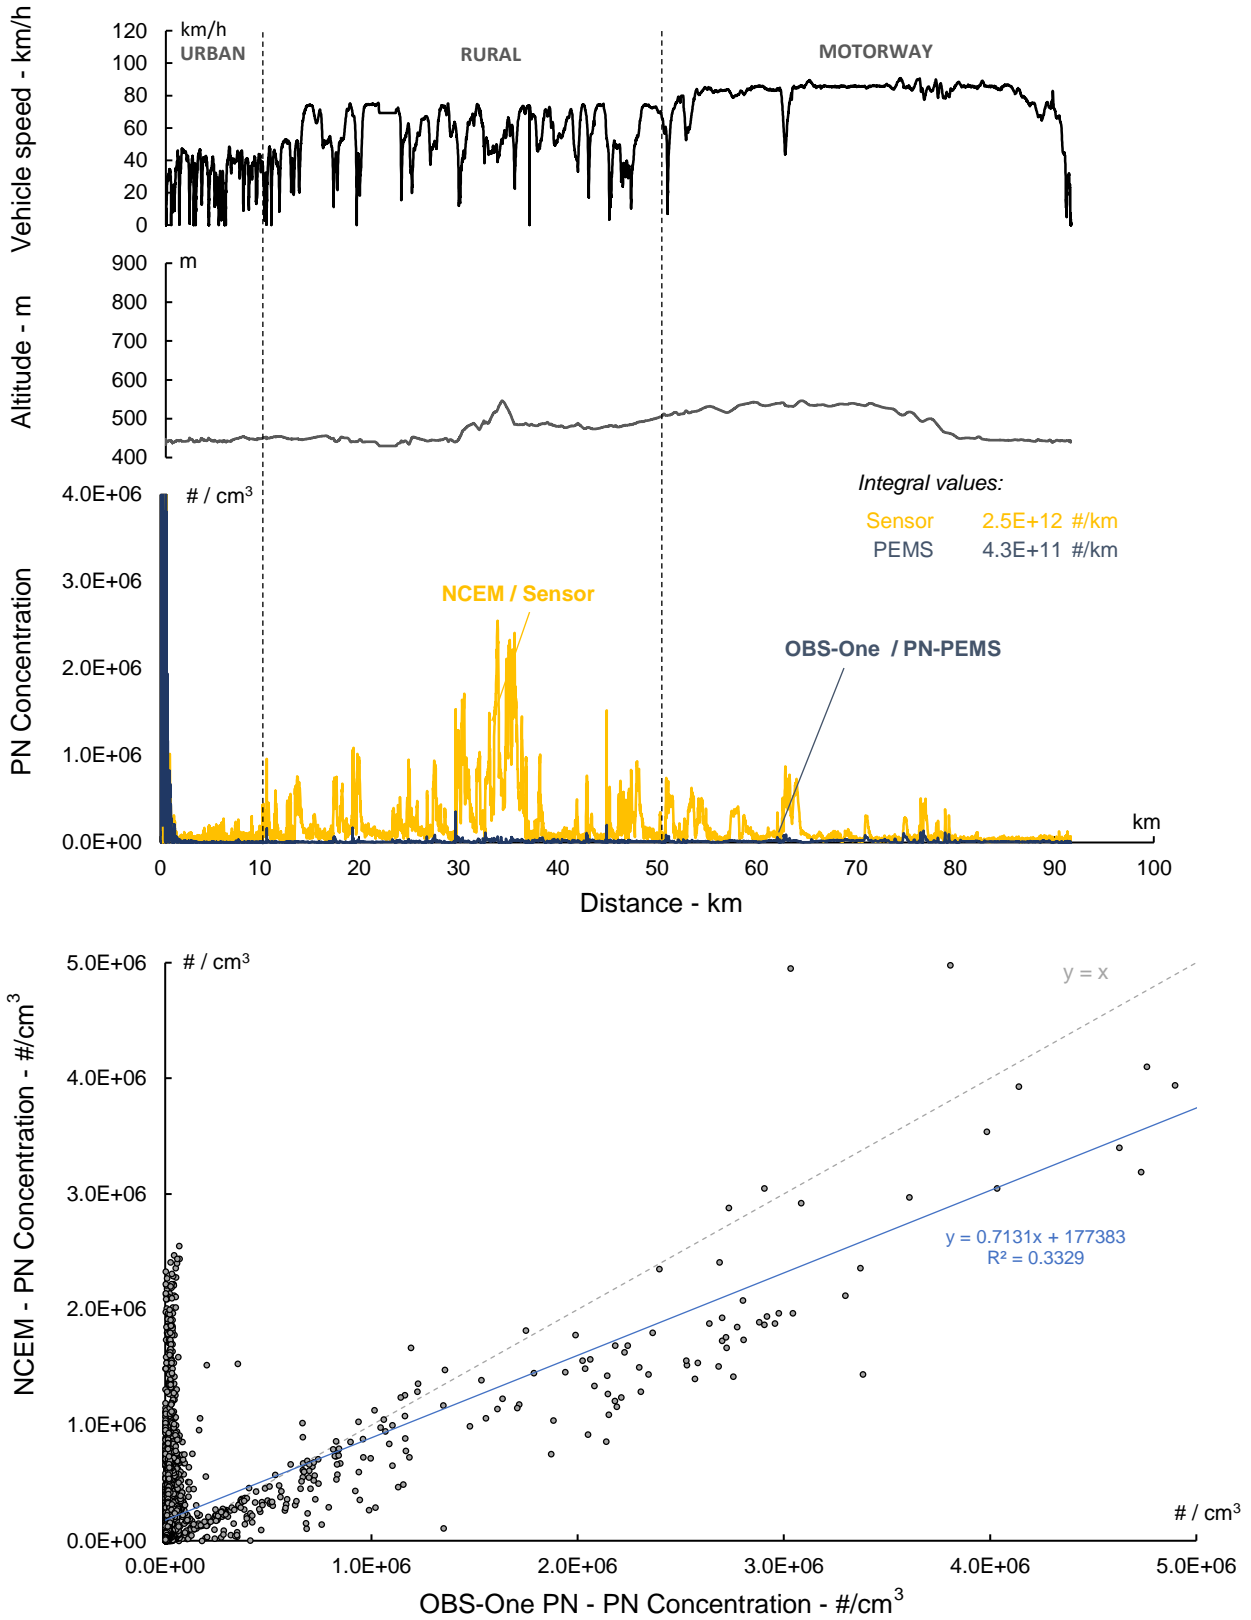 km/h
URBAN
RURAL
MOTORWAY
Vehicle speed - km/h
120
100
80
60
40
20
0
m
Altitude - m
900
800
700
600
500
400
# / cm³
PN Concentration
4.0E+06
3.0E+06
2.0E+06
1.0E+06
0.0E+00
Integral values:
Sensor 2.5E+12 #/km
PEMS 4.3E+11 #/km
NCEM / Sensor
OBS-One / PN-PEMS
km
0 10 20 30 40 50 60 70 80 90 100
Distance - km
# / cm³
NCEM - PN Concentration - #/cm³
5.0E+06
4.0E+06
3.0E+06
2.0E+06
1.0E+06
0.0E+00
y = x
y = 0.7131x + 177383
R² = 0.3329
# / cm³
0.0E+00 1.0E+06 2.0E+06 3.0E+06 4.0E+06 5.0E+06
OBS-One PN - PN Concentration - #/cm³